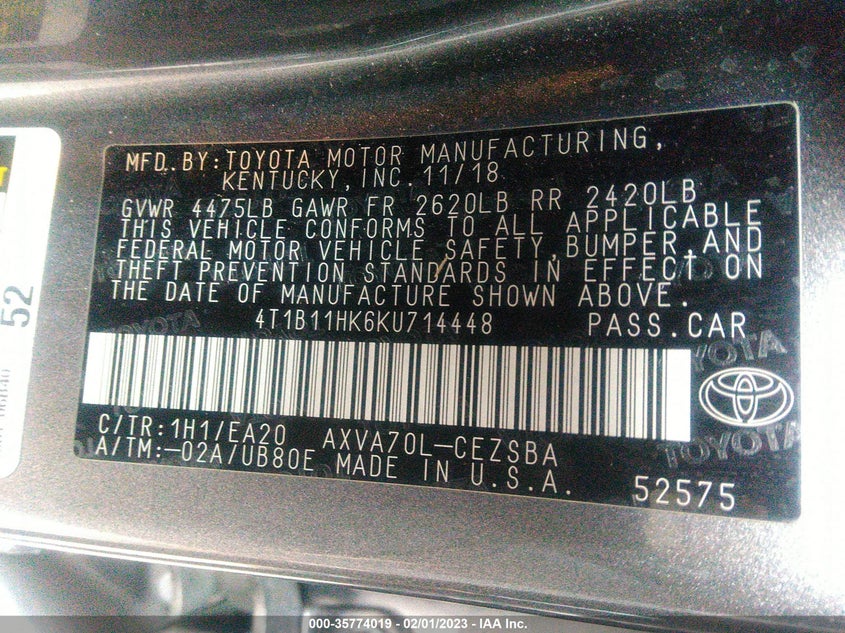 MFD. BY: TOYOTA MOTOR MANUFACTURING,
KENTUCKY, INC. 11/18
GVWR 4475LB GAWR FR 2620LB RR 2420LB
THIS VEHICLE CONFORMS TO ALL APPLICABLE
FEDERAL MOTOR VEHICLE SAFETY, BUMPER, AND
THEFT PREVENTION STANDARDS IN EFFECT ON
THE DATE OF MANUFACTURE SHOWN ABOVE.
4T1B11HK6KU714448 PASS.CAR
C/TR:1H1/EA20 AXVA70L-CEZSBA
A/TM:-02A/UB80E MADE IN U.S.A. 52575
TOYOTA
TOYOTA
52
000-35774019 - 02/01/2023 - IAA Inc.